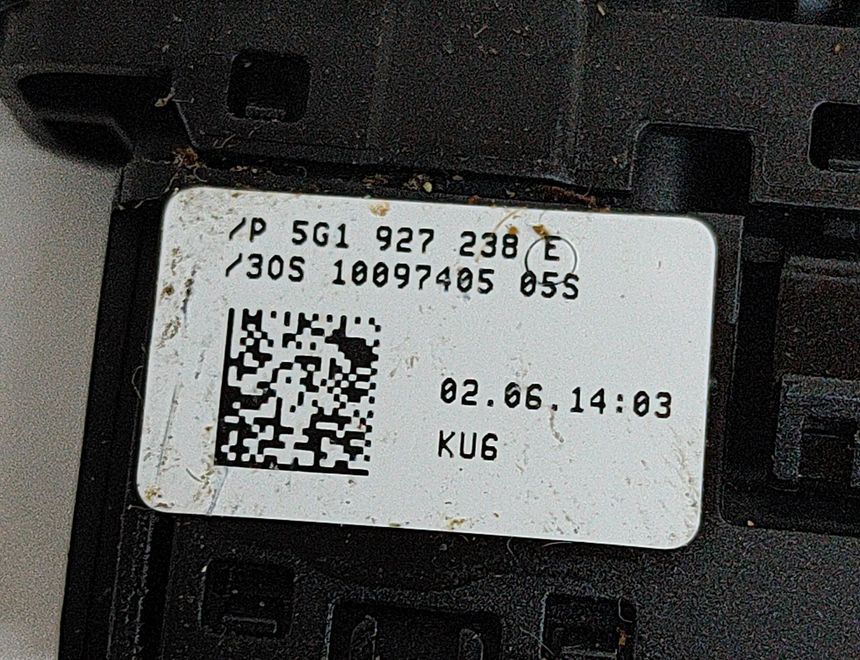 /P 5G1 927 238 E
/30S 10097405 05S
02.06.14:03
KU6